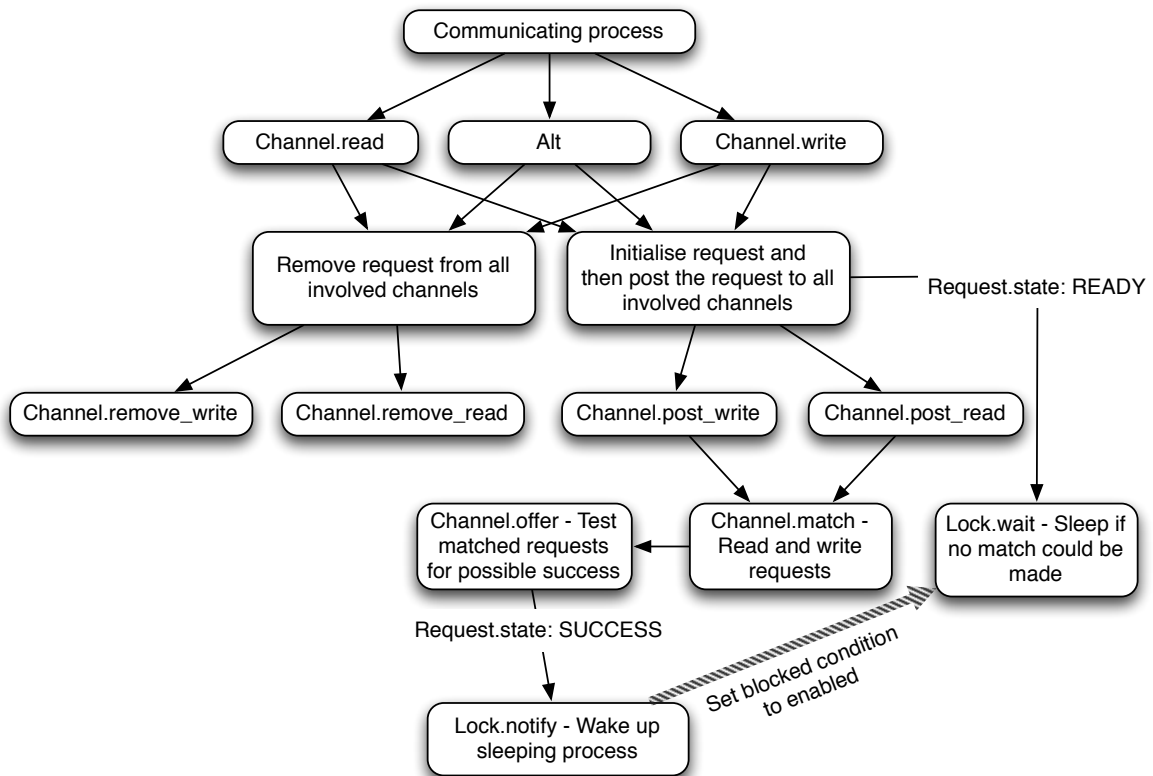 Communicating process
Channel.read
Alt
Channel.write
Remove request from all
involved channels
Initialise request and
then post the request to all
involved channels
Request.state: READY
Channel.remove_write
Channel.remove_read
Channel.post_write
Channel.post_read
Channel.offer - Test
matched requests
for possible success
Channel.match -
Read and write
requests
Lock.wait - Sleep if
no match could be
made
Request.state: SUCCESS
Set blocked condition
to enabled
Lock.notify - Wake up
sleeping process